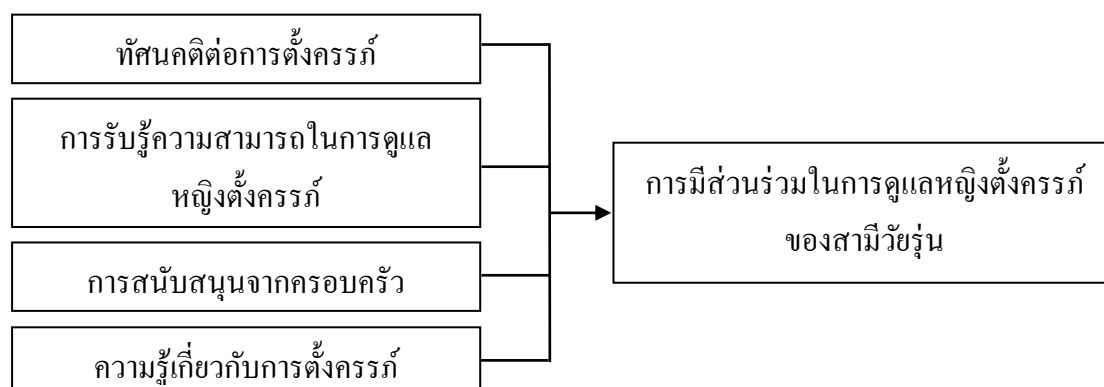 ทัศนคติต่อการตั้งครรภ์
การรับรู้ความสามารถในการดูแล
หญิงตั้งครรภ์
การสนับสนุนจากครอบครัว
ความรู้เกี่ยวกับการตั้งครรภ์
การมีส่วนร่วมในการดูแลหญิงตั้งครรภ์
ของสามีวัยรุ่น